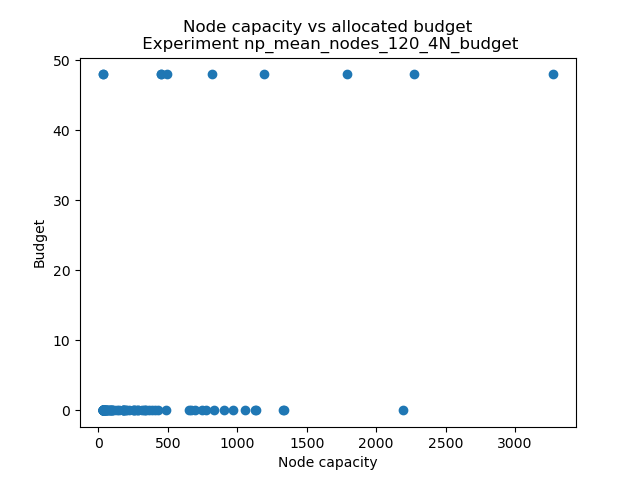 Node capacity vs allocated budget
Experiment np_mean_nodes_120_4N_budget
50
40
30
20
10
0
Budget
0 500 1000 1500 2000 2500 3000
Node capacity